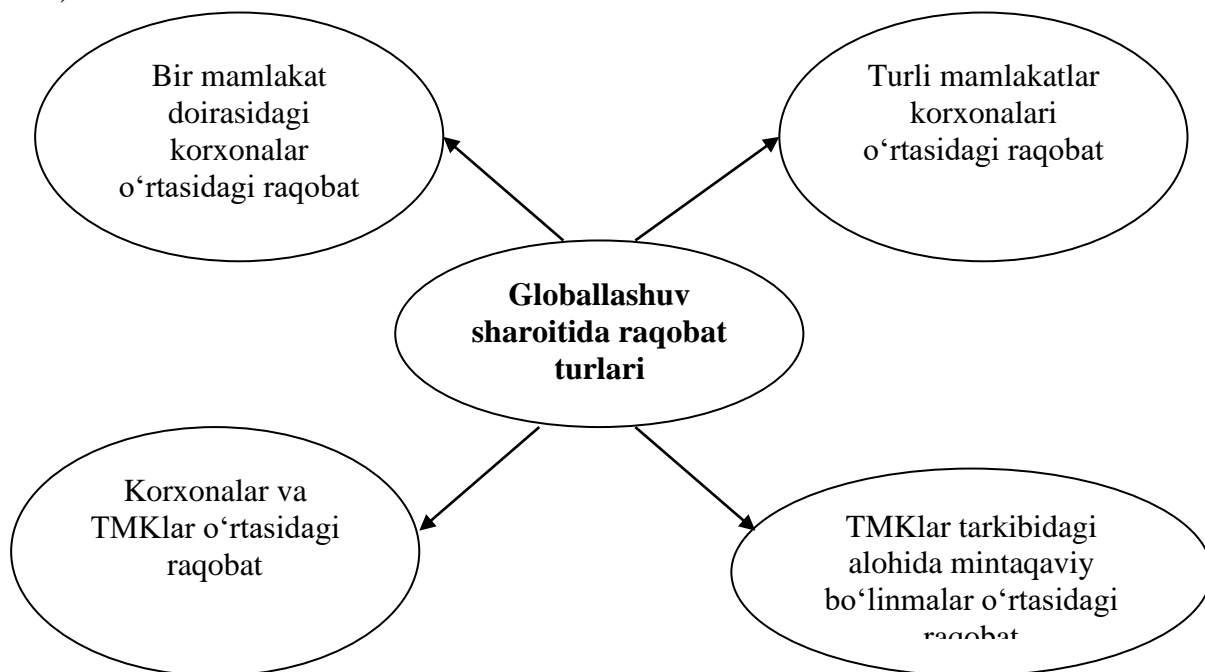 Bir mamlakat
doirasidagi
korxonalar
o‘rtasidagi raqobat
Turli mamlakatlar
korxonalari
o‘rtasidagi raqobat
Globallashuv
sharoitida raqobat
turlari
Korxonalar va
TMKlar o‘rtasidagi
raqobat
TMKlar tarkibidagi
alohida mintaqaviy
bo‘linmalar o‘rtasidagi
raqobat